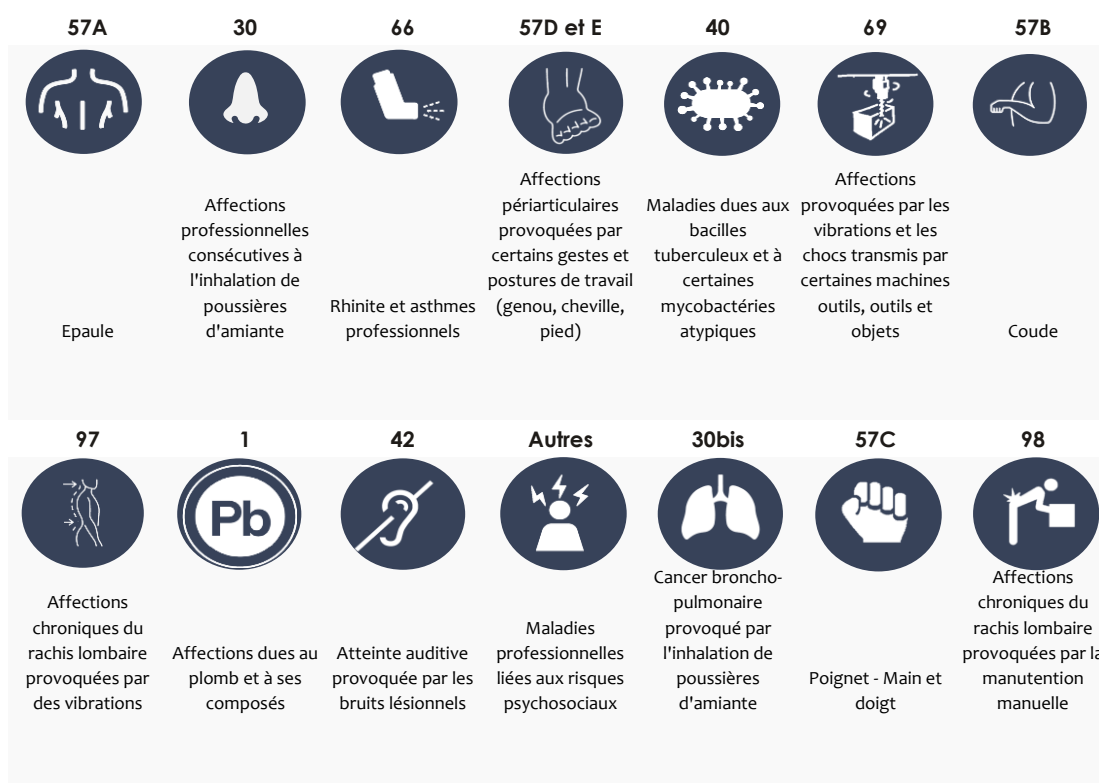 57A
30
66
57D et E
40
69
57B
Epaule
Affections
professionnelles
consécutives à
l'inhalation de
poussières
d'amiante
Rhinite et asthmes
professionnels
Affections
périarticulaires
provoquées par
certains gestes et
postures de travail
(genou, cheville,
pied)
Maladies dues aux
bacilles
tuberculeux et à
certaines
mycobactéries
atypiques
Affections
provoquées par les
vibrations et les
chocs transmis par
certaines machines
outils, outils et
objets
Coude
97
1
42
Autres
30bis
57C
98
Affections
chroniques du
rachis lombaire
provoquées par
des vibrations
Pb
Affections dues au
plomb et à ses
composés
Atteinte auditive
provoquée par les
bruits lésionnels
Maladies
professionnelles
liées aux risques
psychosociaux
Cancer broncho-
pulmonaire
provoqué par
l'inhalation de
poussières
d'amiante
Poignet - Main et
doigt
Affections
chroniques du
rachis lombaire
provoquées par la
manutention
manuelle